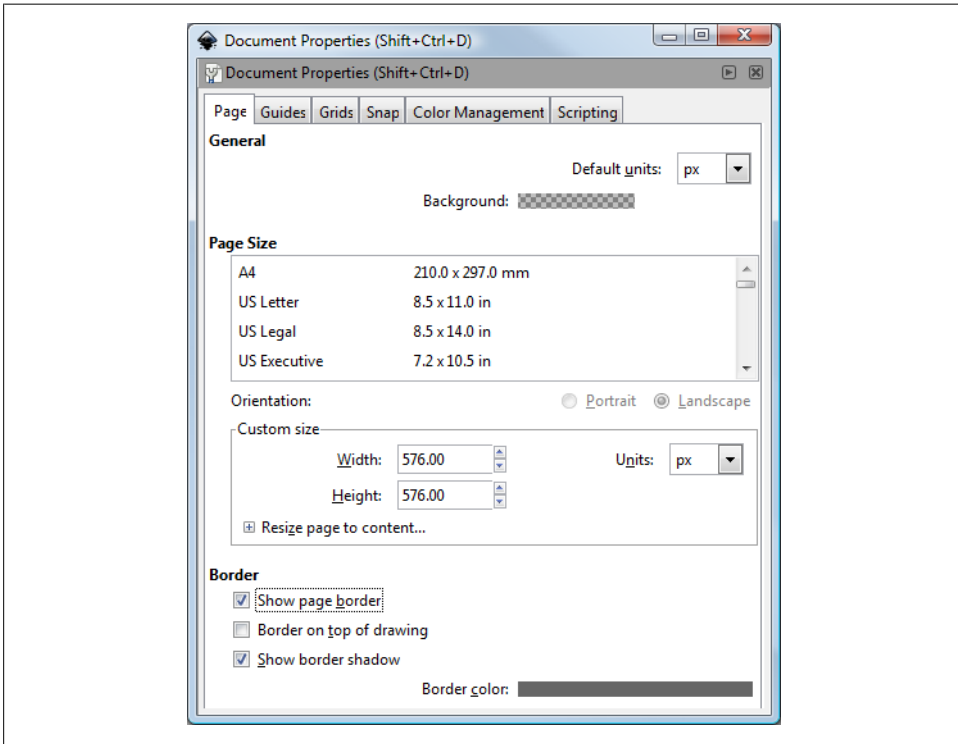 Document Properties (Shift+Ctrl+D)
Document Properties (Shift+Ctrl+D)
Page Guides Grids Snap Color Management Scripting
General
Default units: px
Background:
Page Size
A4 210.0 x 297.0 mm
US Letter 8.5 x 11.0 in
US Legal 8.5 x 14.0 in
US Executive 7.2 x 10.5 in
Orientation: Portrait Landscape
Custom size
Width: 576.00 Units: px
Height: 576.00
Resize page to content...
Border
Show page border
Border on top of drawing
Show border shadow
Border color: